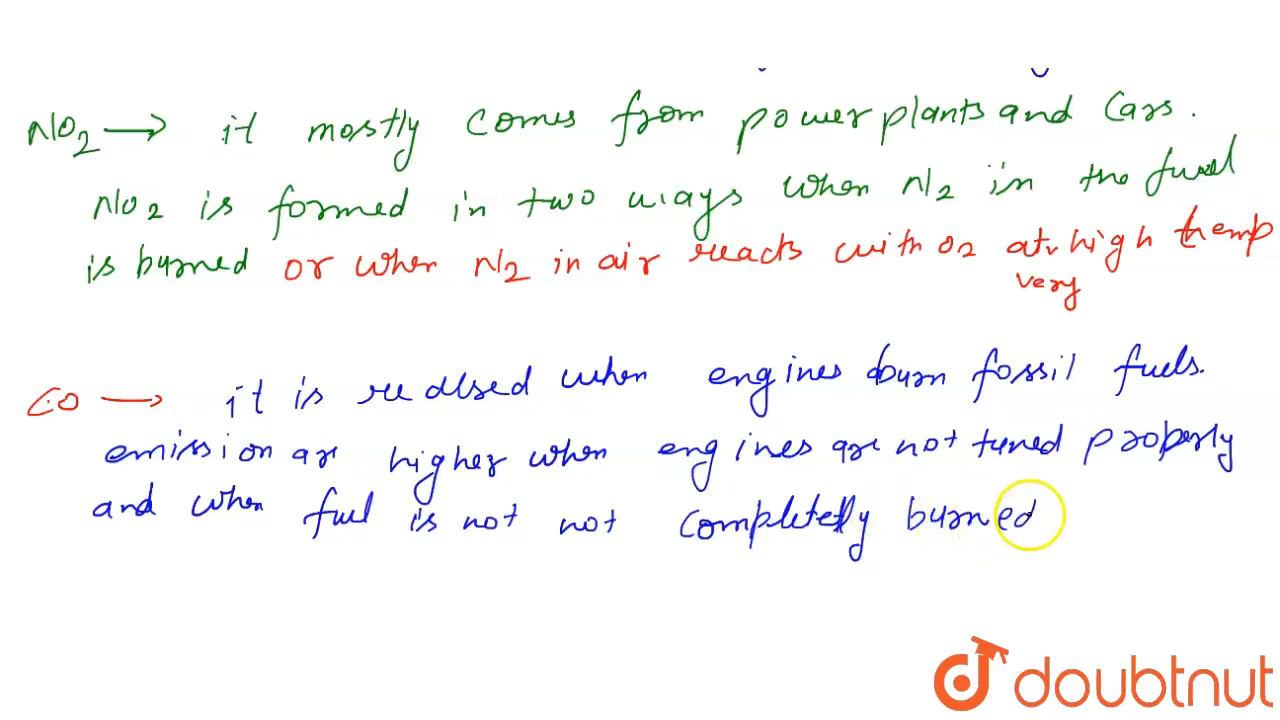 NO2 → it mostly comes from power plants and Cars.
NO2 is formed in two ways when N2 in the fuel
is burned or when N2 in air reacts with O2 at high temp
very
CO → it is realsed when engines burn fossil fuels.
emission are higher when engines are not tuned properly
and when fuel is not not completely burned
doubtnut